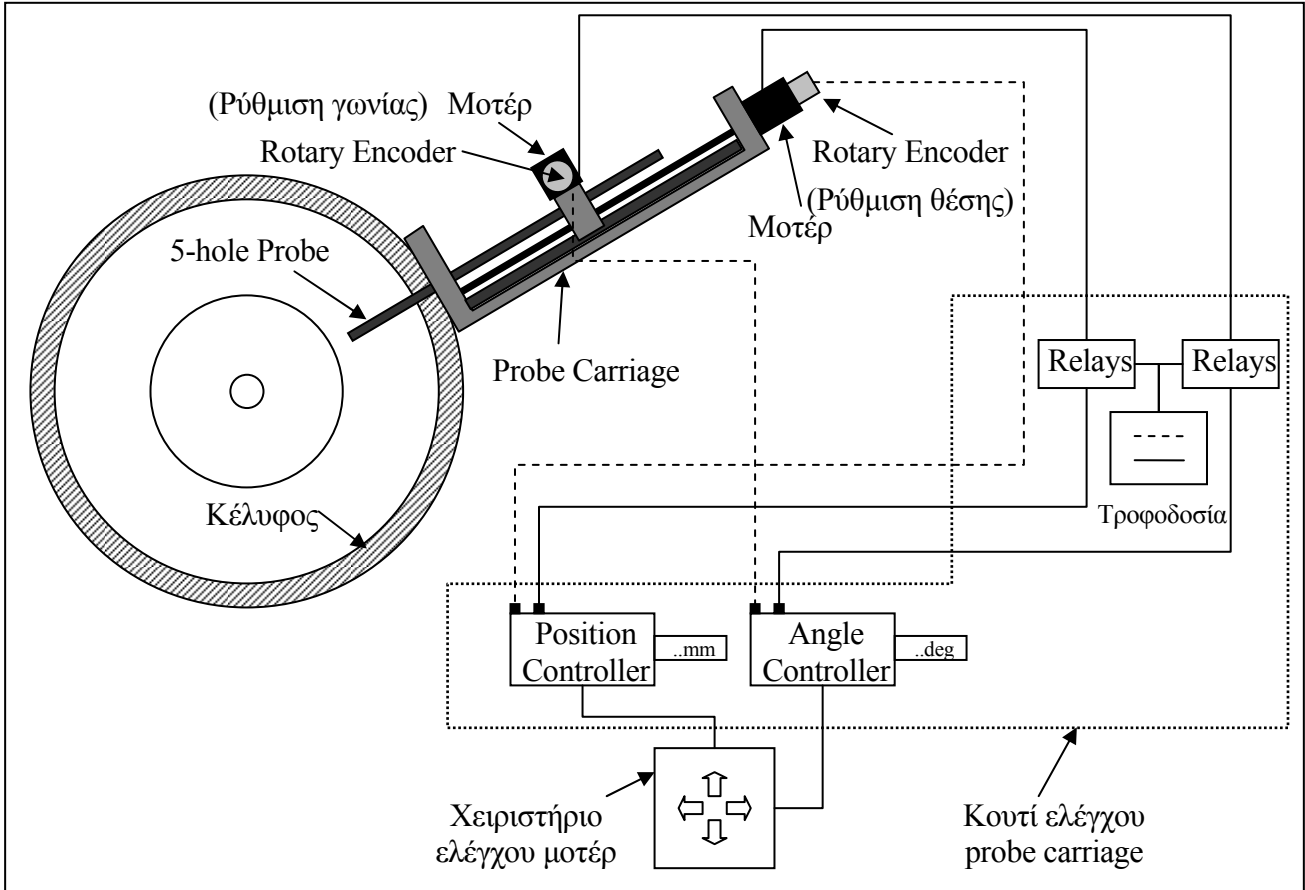 (Ρύθμιση γωνίας) Μοτέρ
Rotary Encoder
Rotary Encoder
(Ρύθμιση θέσης)
Μοτέρ
5-hole Probe
Probe Carriage
Relays
Relays
Τροφοδοσία
Κέλυφος
Position
Controller
..mm
Angle
Controller
..deg
Χειριστήριο
ελέγχου μοτέρ
Κουτί ελέγχου
probe carriage